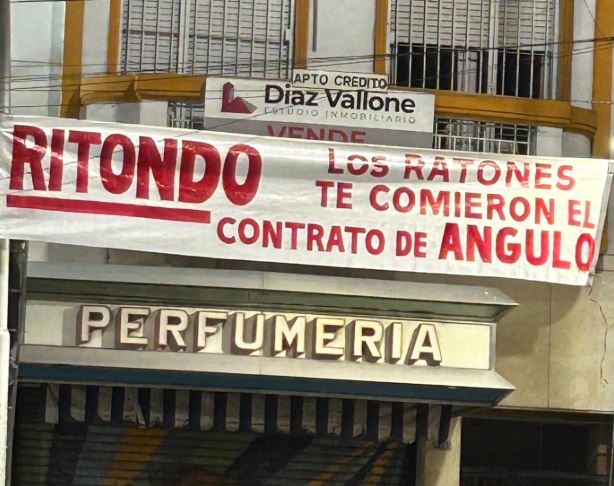 APTO CREDITO
Diaz Vallone
ESTUDIO INMOBILIARIO
VENDE
RITONDO
LOS RATONES
TE COMIERON EL
CONTRATO DE ANGULO
PERFUMERIA